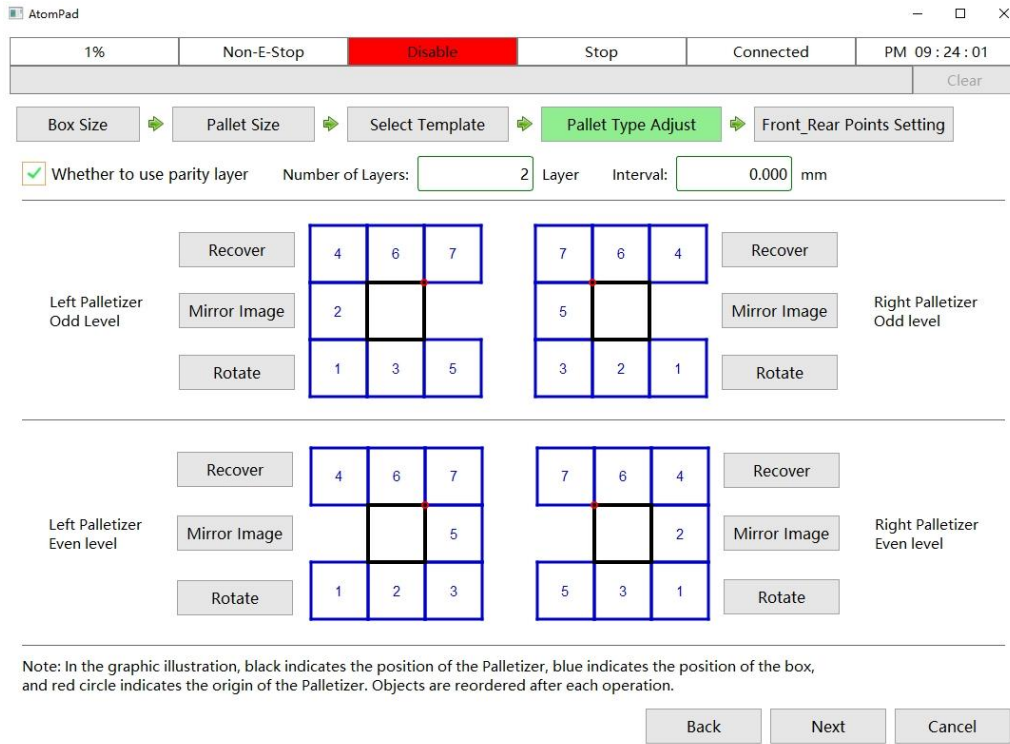 AtomPad
1% Non-E-Stop Disable Stop Connected PM 09 : 24 : 01
Clear
Box Size Pallet Size Select Template Pallet Type Adjust Front_Rear Points Setting
Whether to use parity layer Number of Layers: 2 Layer Interval: 0.000 mm
Left Palletizer
Odd Level
Recover
Mirror Image
Rotate
4 6 7
2
1 3 5
7 6 4
5
3 2 1
Recover
Mirror Image
Rotate
Right Palletizer
Odd level
Left Palletizer
Even level
Recover
Mirror Image
Rotate
4 6 7
5
1 2 3
7 6 4
2
5 3 1
Recover
Mirror Image
Rotate
Right Palletizer
Even level
Note: In the graphic illustration, black indicates the position of the Palletizer, blue indicates the position of the box,
and red circle indicates the origin of the Palletizer. Objects are reordered after each operation.
Back Next Cancel